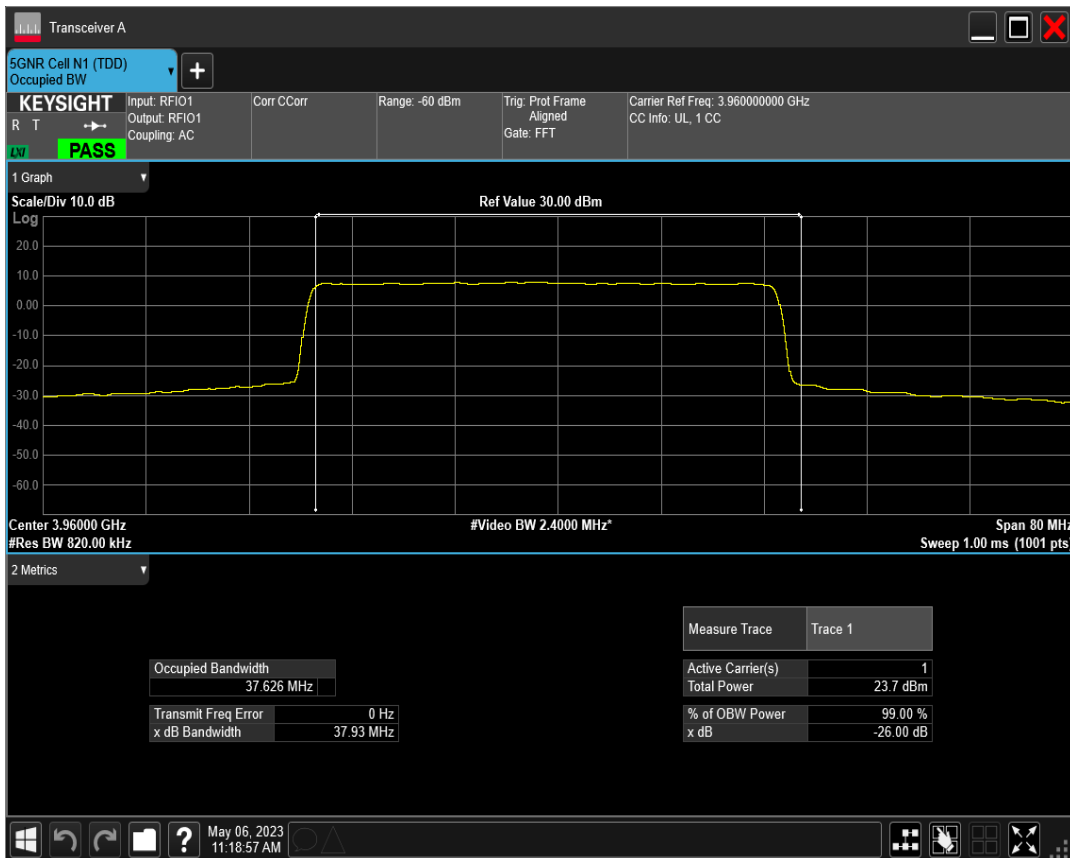 Transceiver A
5GNR Cell N1 (TDD)
Occupied BW
+
KEYSIGHT
R T
LXI
PASS
Input: RFIO1
Output: RFIO1
Coupling: AC
Corr CCorr
Range: -60 dBm
Trig: Prot Frame
Aligned
Gate: FFT
Carrier Ref Freq: 3.960000000 GHz
CC Info: UL, 1 CC
1 Graph
Scale/Div 10.0 dB
Ref Value 30.00 dBm
Log
20.0
10.0
0.00
-10.0
-20.0
-30.0
-40.0
-50.0
-60.0
Center 3.96000 GHz
#Video BW 2.4000 MHz*
Span 80 MHz
#Res BW 820.00 kHz
Sweep 1.00 ms (1001 pts)
2 Metrics
Measure Trace Trace 1
Occupied Bandwidth
37.626 MHz
Transmit Freq Error 0 Hz
x dB Bandwidth 37.93 MHz
Active Carrier(s) 1
Total Power 23.7 dBm
% of OBW Power 99.00 %
x dB -26.00 dB
?
May 06, 2023
11:18:57 AM